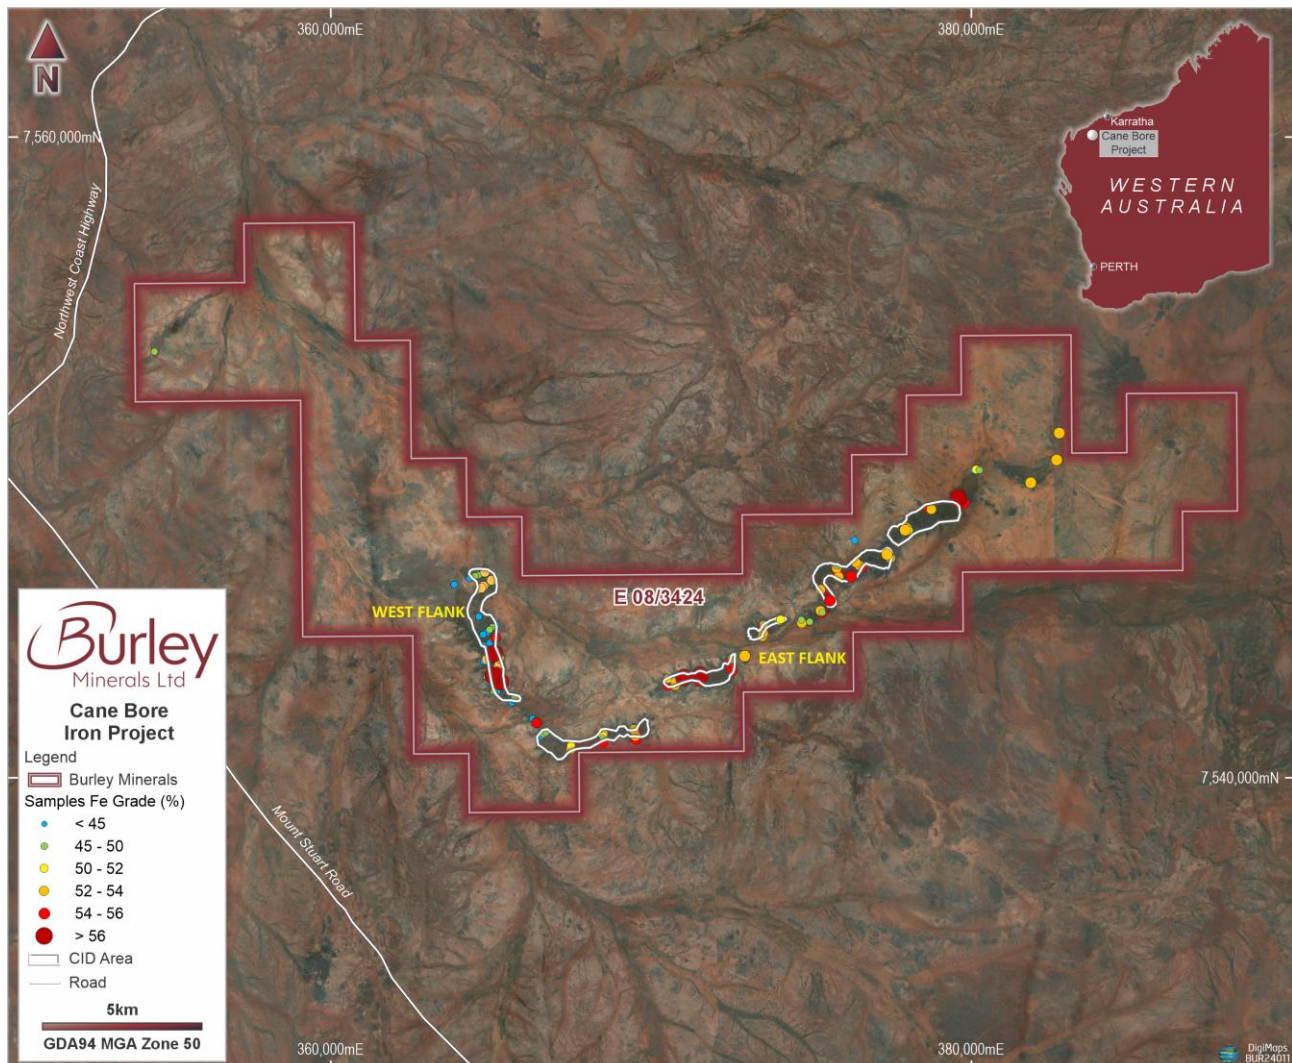 360,000mE
380,000mE
N
7,560,000mN
Northwest Coast Highway
Karratha
Cane Bore
Project
WESTERN
AUSTRALIA
PERTH
E 08/3424
WEST FLANK
EAST FLANK
Burley
Minerals Ltd
Cane Bore
Iron Project
Legend
Burley Minerals
Samples Fe Grade (%)
< 45
45 - 50
50 - 52
52 - 54
54 - 56
> 56
CID Area
Road
5km
GDA94 MGA Zone 50
Mount Stuart Road
7,540,000mN
360,000mE
380,000mE
DigiMaps
BUR24011